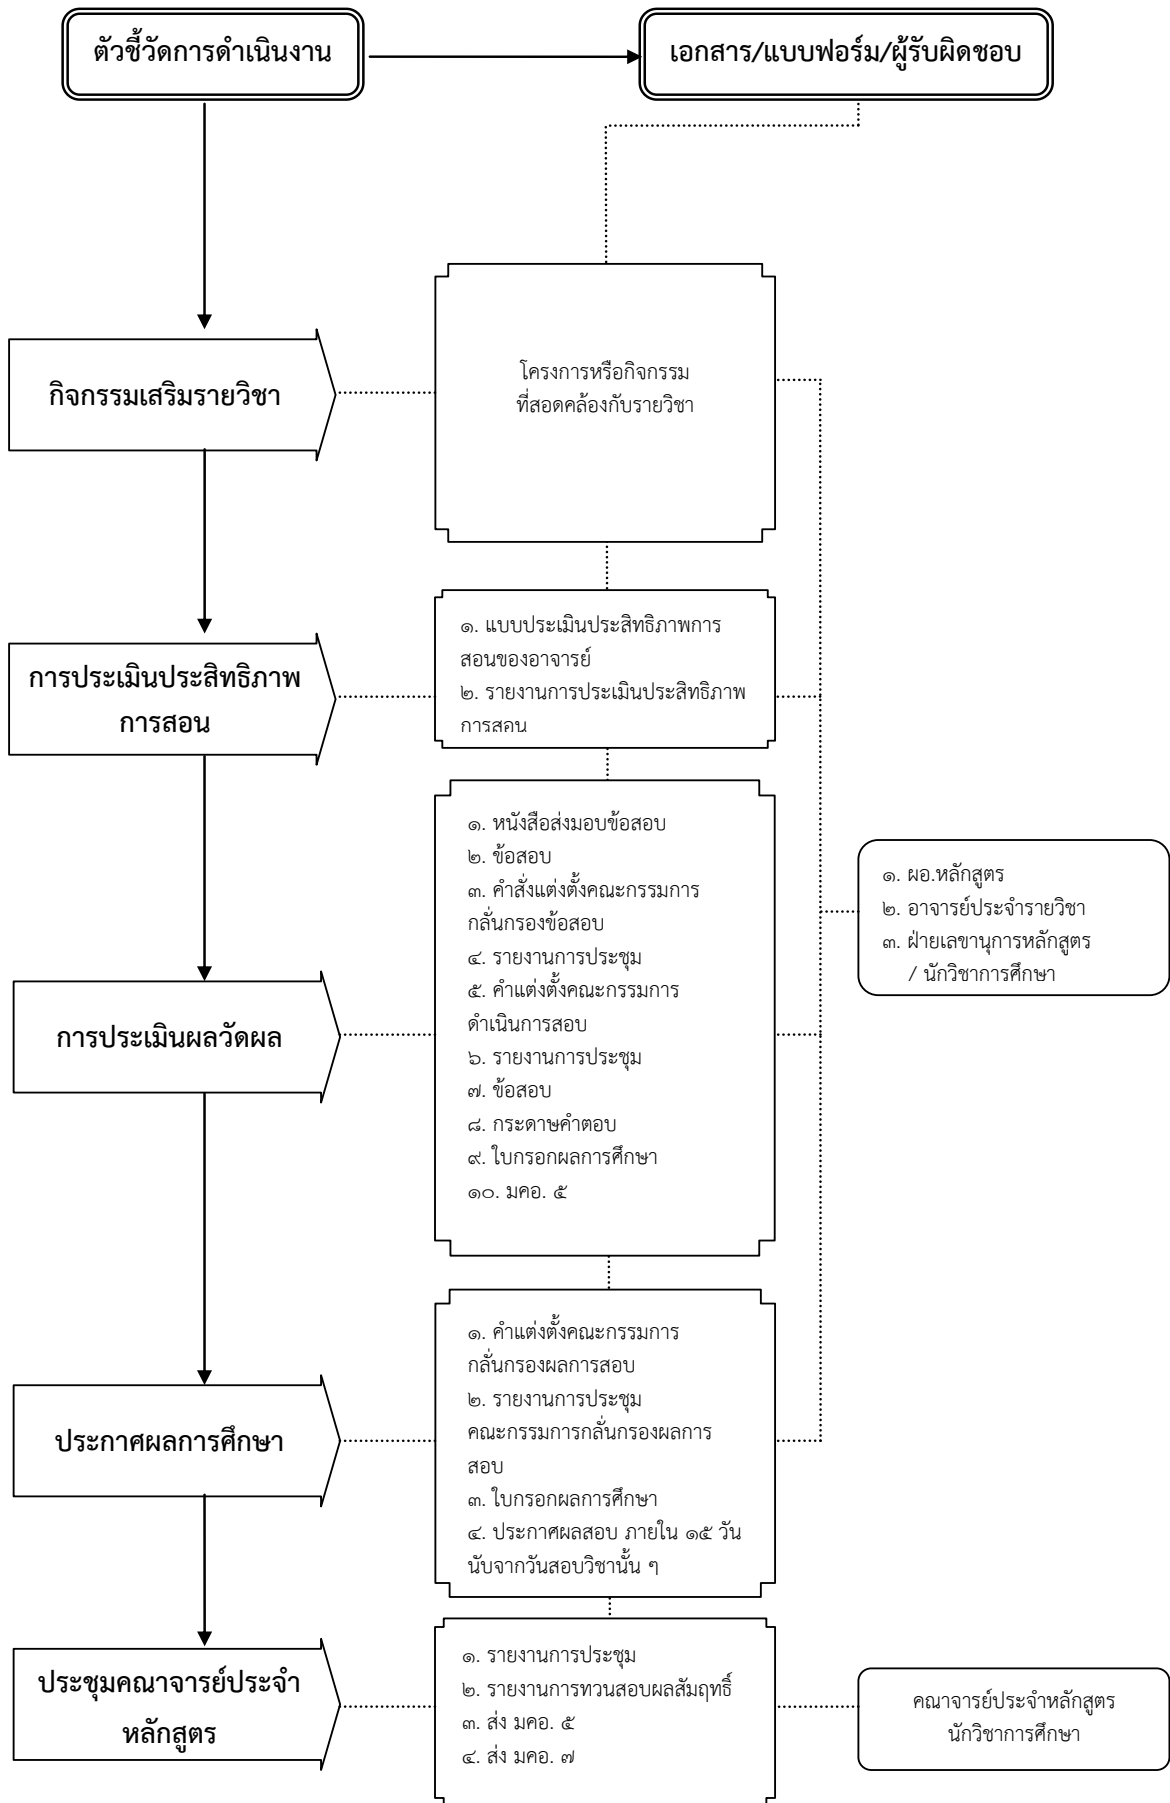 ตัวชี้วัดการดำเนินงาน
เอกสาร/แบบฟอร์ม/ผู้รับผิดชอบ
กิจกรรมเสริมรายวิชา
โครงการหรือกิจกรรม
ที่สอดคล้องกับรายวิชา
การประเมินประสิทธิภาพ
การสอน
๑. แบบประเมินประสิทธิภาพการ
สอนของอาจารย์
๒. รายงานการประเมินประสิทธิภาพ
การสอน
การประเมินผลวัดผล
๑. หนังสือส่งมอบข้อสอบ
๒. ข้อสอบ
๓. คำสั่งแต่งตั้งคณะกรรมการ
กลั่นกรองข้อสอบ
๔. รายงานการประชุม
๕. คำแต่งตั้งคณะกรรมการ
ดำเนินการสอบ
๖. รายงานการประชุม
๗. ข้อสอบ
๘. กระดาษคำตอบ
๙. ใบกรอกผลการศึกษา
๑๐. มคอ. ๕
๑. ผอ.หลักสูตร
๒. อาจารย์ประจำรายวิชา
๓. ฝ่ายเลขานุการหลักสูตร
/ นักวิชาการศึกษา
ประกาศผลการศึกษา
๑. คำแต่งตั้งคณะกรรมการ
กลั่นกรองผลการสอบ
๒. รายงานการประชุม
คณะกรรมการกลั่นกรองผลการ
สอบ
๓. ใบกรอกผลการศึกษา
๔. ประกาศผลสอบ ภายใน ๑๕ วัน
นับจากวันสอบวิชานั้น ๆ
ประชุมคณาจารย์ประจำ
หลักสูตร
๑. รายงานการประชุม
๒. รายงานการทวนสอบผลสัมฤทธิ์
๓. ส่ง มคอ. ๕
๔. ส่ง มคอ. ๗
คณาจารย์ประจำหลักสูตร
นักวิชาการศึกษา